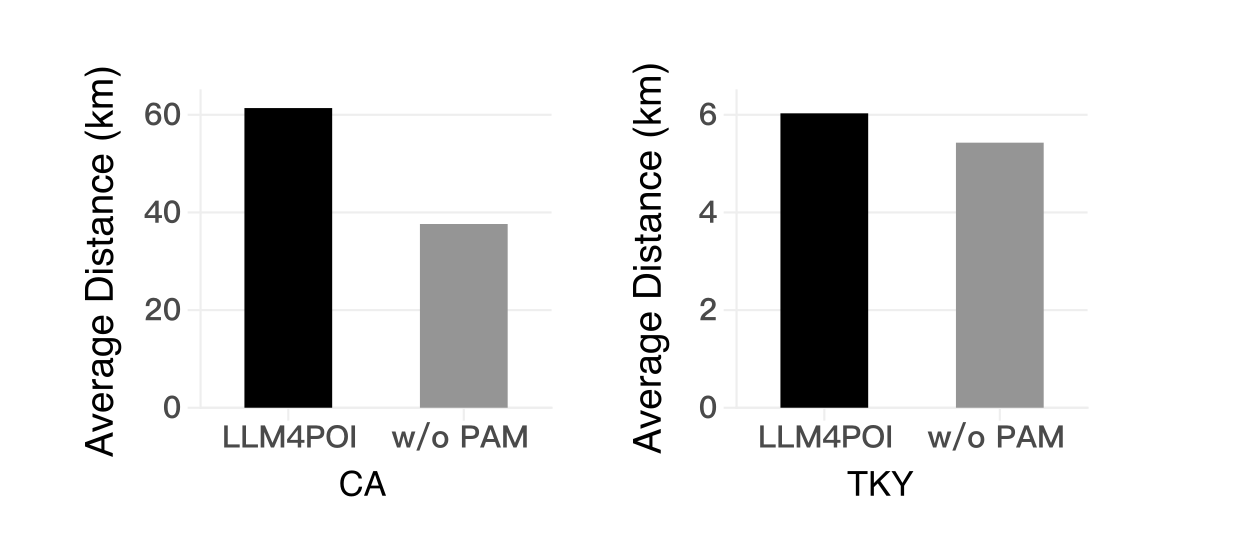 Average Distance (km)
60
40
20
0
LLM4POI w/o PAM
CA
Average Distance (km)
6
4
2
0
LLM4POI w/o PAM
TKY